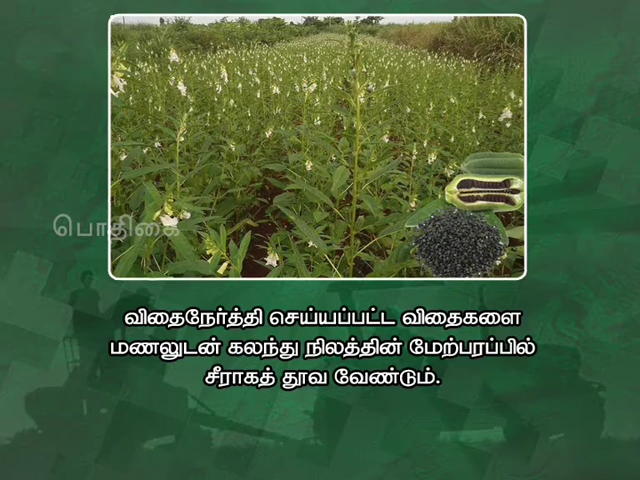 பொதிகை
விதைநேர்த்தி செய்யப்பட்ட விதைகளை
மணலுடன் கலந்து நிலத்தின் மேற்பரப்பில்
சீராகத் தூவ வேண்டும்.